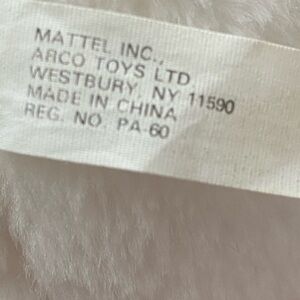 MATTEL INC.,
ARCO TOYS LTD
WESTBURY, NY 11590
MADE IN CHINA
REG. NO. PA-60